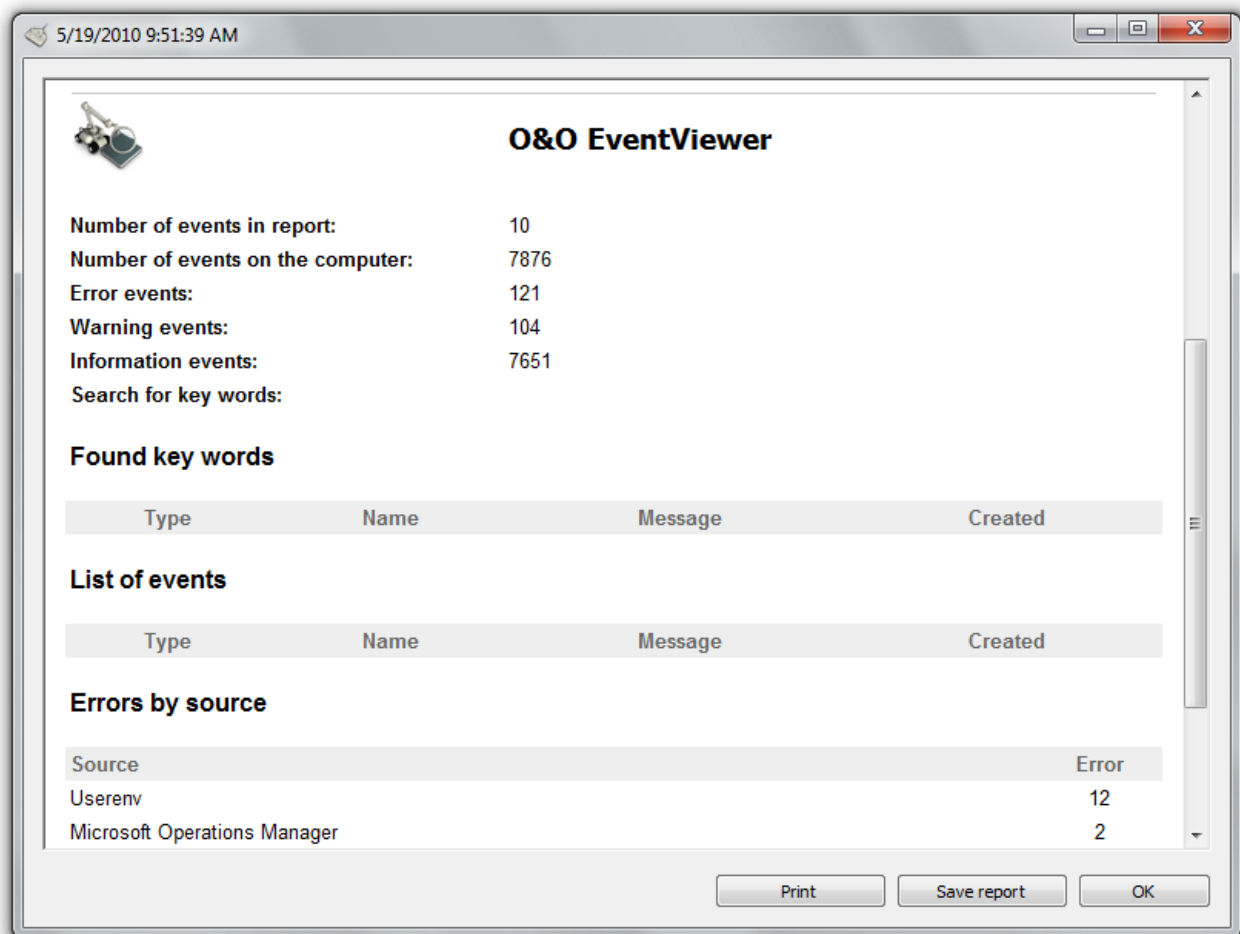 5/19/2010 9:51:39 AM
O&O EventViewer
Number of events in report: 10
Number of events on the computer: 7876
Error events: 121
Warning events: 104
Information events: 7651
Search for key words:
Found key words
Type Name Message Created
List of events
Type Name Message Created
Errors by source
Source Error
Userenv 12
Microsoft Operations Manager 2
Print Save report OK